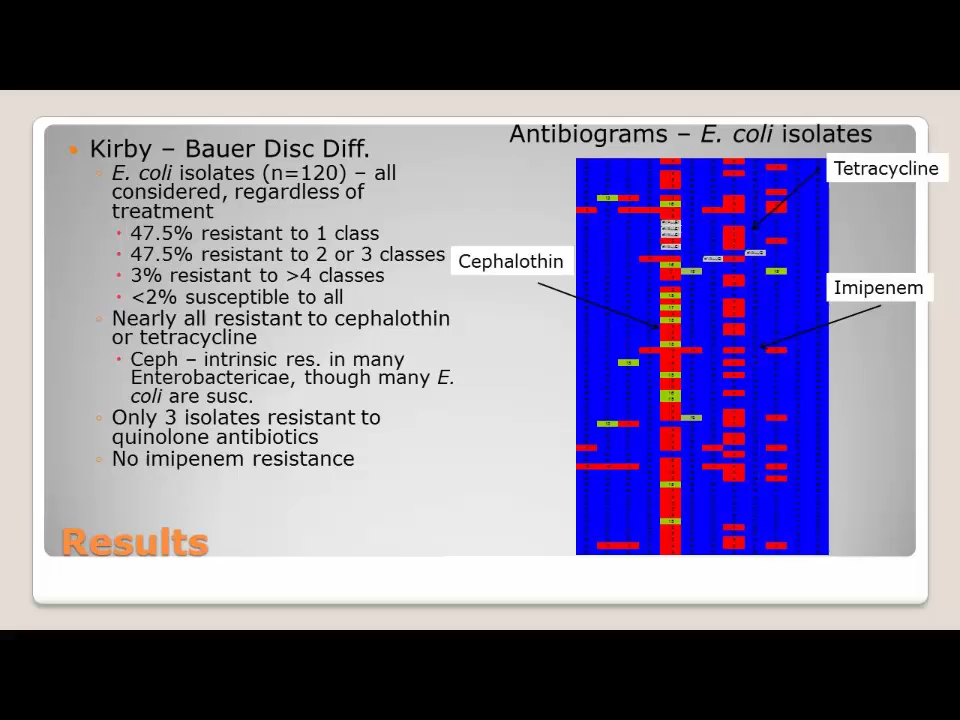 Antibiograms – E. coli isolates
Kirby – Bauer Disc Diff.
E. coli isolates (n=120) – all
considered, regardless of
treatment
47.5% resistant to 1 class
47.5% resistant to 2 or 3 classes
3% resistant to >4 classes
<2% susceptible to all
Nearly all resistant to cephalothin
or tetracycline
Ceph – intrinsic res. in many
Enterobactericae, though many E.
coli are susc.
Only 3 isolates resistant to
quinolone antibiotics
No imipenem resistance
Tetracycline
Cephalothin
Imipenem
Results